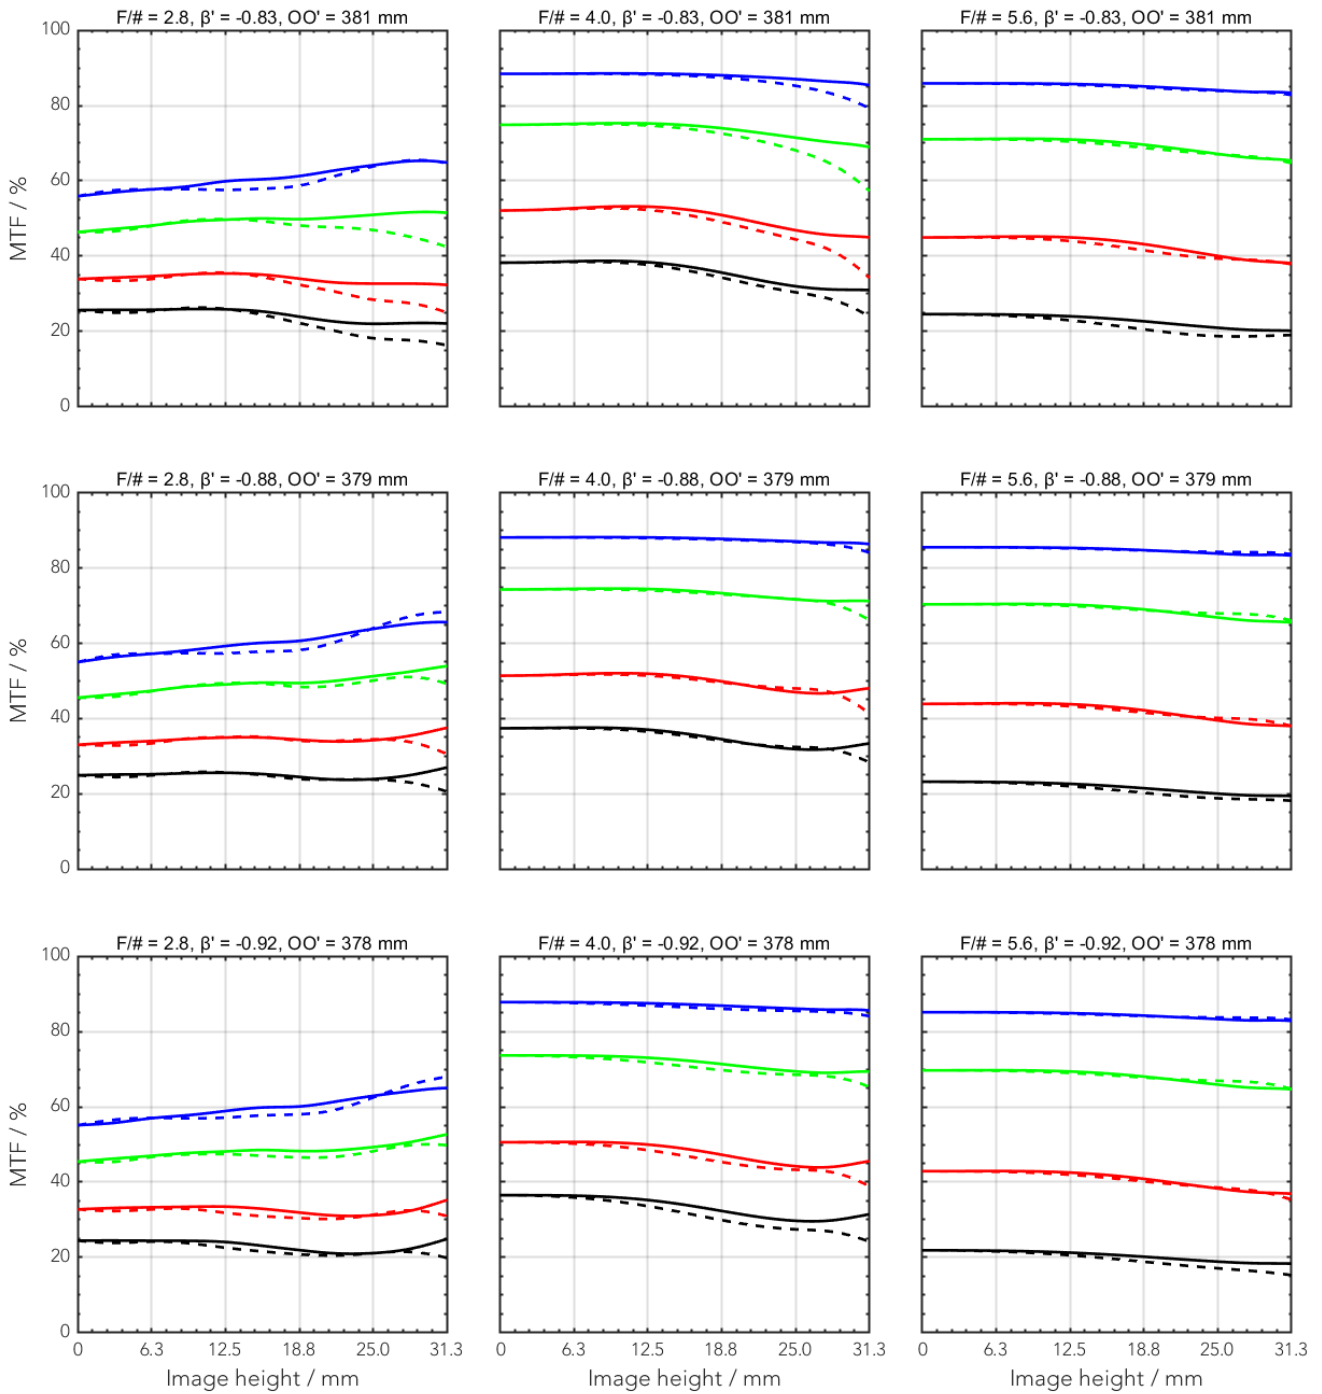 F/# = 2.8, β' = -0.83, OO' = 381 mm
F/# = 4.0, β' = -0.83, OO' = 381 mm
F/# = 5.6, β' = -0.83, OO' = 381 mm
100
80
60
40
20
0
MTF / %
F/# = 2.8, β' = -0.88, OO' = 379 mm
F/# = 4.0, β' = -0.88, OO' = 379 mm
F/# = 5.6, β' = -0.88, OO' = 379 mm
100
80
60
40
20
0
MTF / %
F/# = 2.8, β' = -0.92, OO' = 378 mm
F/# = 4.0, β' = -0.92, OO' = 378 mm
F/# = 5.6, β' = -0.92, OO' = 378 mm
100
80
60
40
20
0
MTF / %
0 6.3 12.5 18.8 25.0 31.3
0 6.3 12.5 18.8 25.0 31.3
0 6.3 12.5 18.8 25.0 31.3
Image height / mm
Image height / mm
Image height / mm